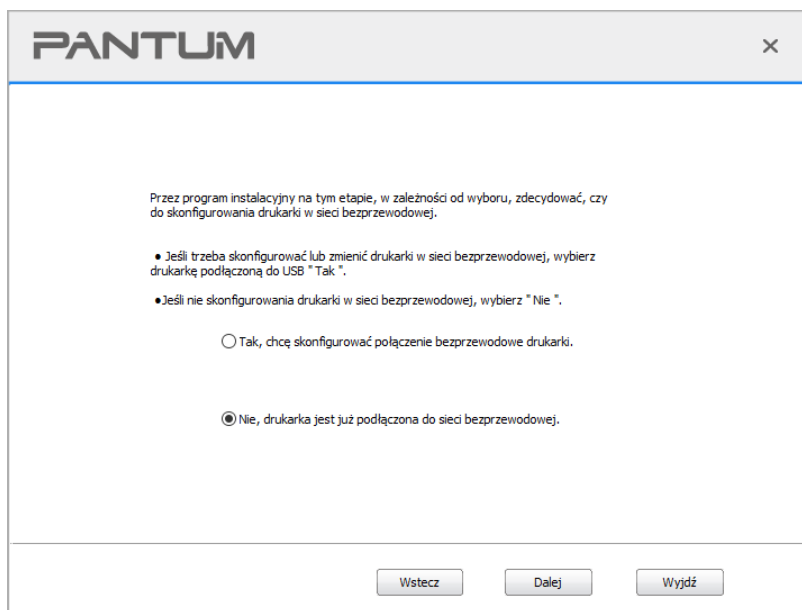 PANTUM
Przez program instalacyjny na tym etapie, w zależności od wyboru, zdecydować, czy
do skonfigurowania drukarki w sieci bezprzewodowej.
● Jeśli trzeba skonfigurować lub zmienić drukarki w sieci bezprzewodowej, wybierz
drukarkę podłączoną do USB " Tak ".
●Jeśli nie skonfigurowania drukarki w sieci bezprzewodowej, wybierz " Nie ".
Tak, chcę skonfigurować połączenie bezprzewodowe drukarki.
Nie, drukarka jest już podłączona do sieci bezprzewodowej.
Wstecz Dalej Wyjdź